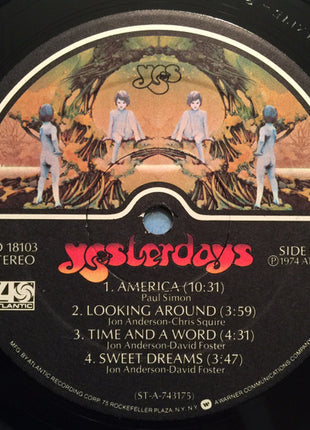 yes
18103
STEREO
SIDE
yesterdays
℗ 1974
1. AMERICA (10:31)
Paul Simon
2. LOOKING AROUND (3:59)
Jon Anderson-Chris Squire
3. TIME AND A WORD (4:31)
Jon Anderson-David Foster
4. SWEET DREAMS (3:47)
Jon Anderson-David Foster
ATLANTIC
(ST-A-743175)
MFG. BY ATLANTIC RECORDING CORP. 75 ROCKEFELLER PLAZA, N.Y. N.Y.
A WARNER COMMUNICATIONS